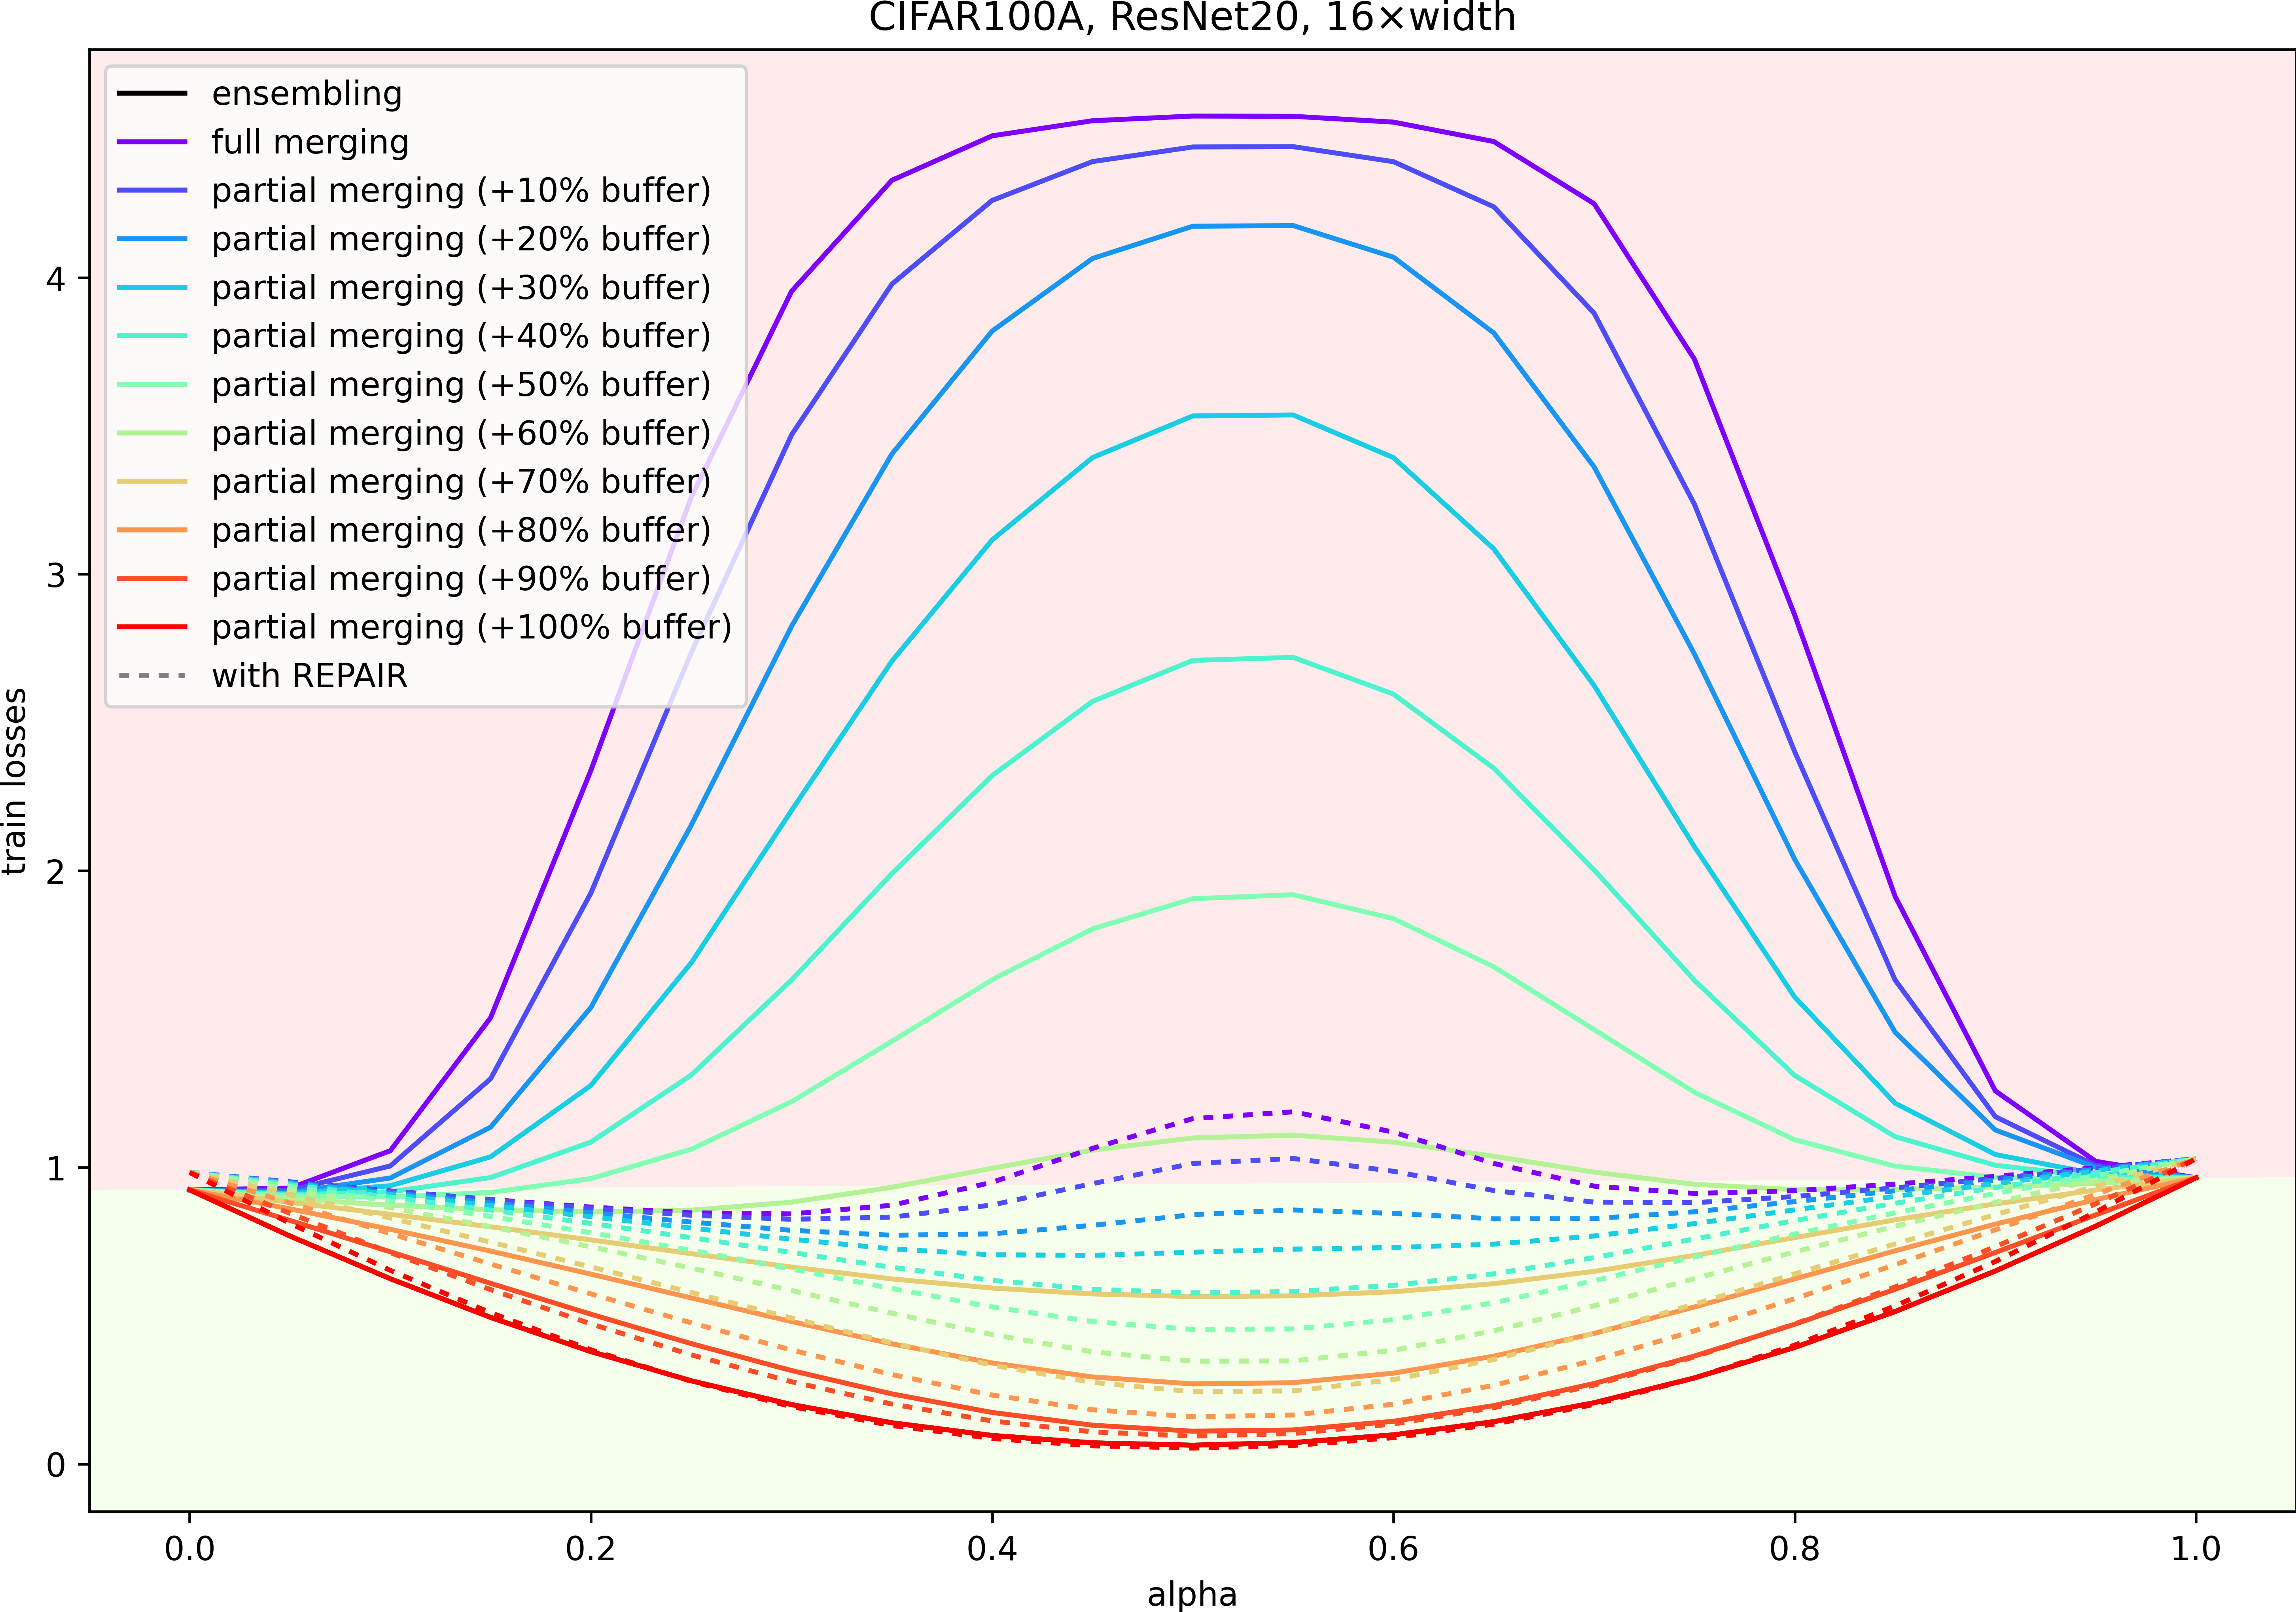 CIFAR100A, ResNet20, 16×width
ensembling
full merging
partial merging (+10% buffer)
partial merging (+20% buffer)
partial merging (+30% buffer)
partial merging (+40% buffer)
partial merging (+50% buffer)
partial merging (+60% buffer)
partial merging (+70% buffer)
partial merging (+80% buffer)
partial merging (+90% buffer)
partial merging (+100% buffer)
with REPAIR
train losses
4
3
2
1
0
0.0 0.2 0.4 0.6 0.8 1.0
alpha